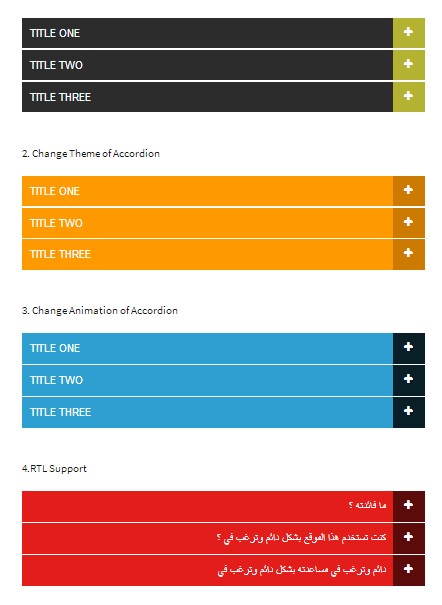 TITLE ONE
TITLE TWO
TITLE THREE
2. Change Theme of Accordion
TITLE ONE
TITLE TWO
TITLE THREE
3. Change Animation of Accordion
TITLE ONE
TITLE TWO
TITLE THREE
4.RTL Support
ما فائدته ؟
كنت تستخدم هذا الموقع بشكل دائم وترغب في ؟
دائم وترغب في مساعدته بشكل دائم وترغب في